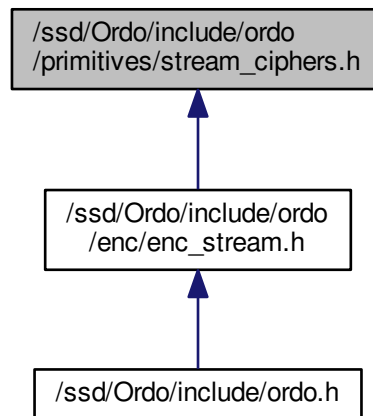 /ssd/Ordo/include/ordo
/primitives/stream_ciphers.h
/ssd/Ordo/include/ordo
/enc/enc_stream.h
/ssd/Ordo/include/ordo.h